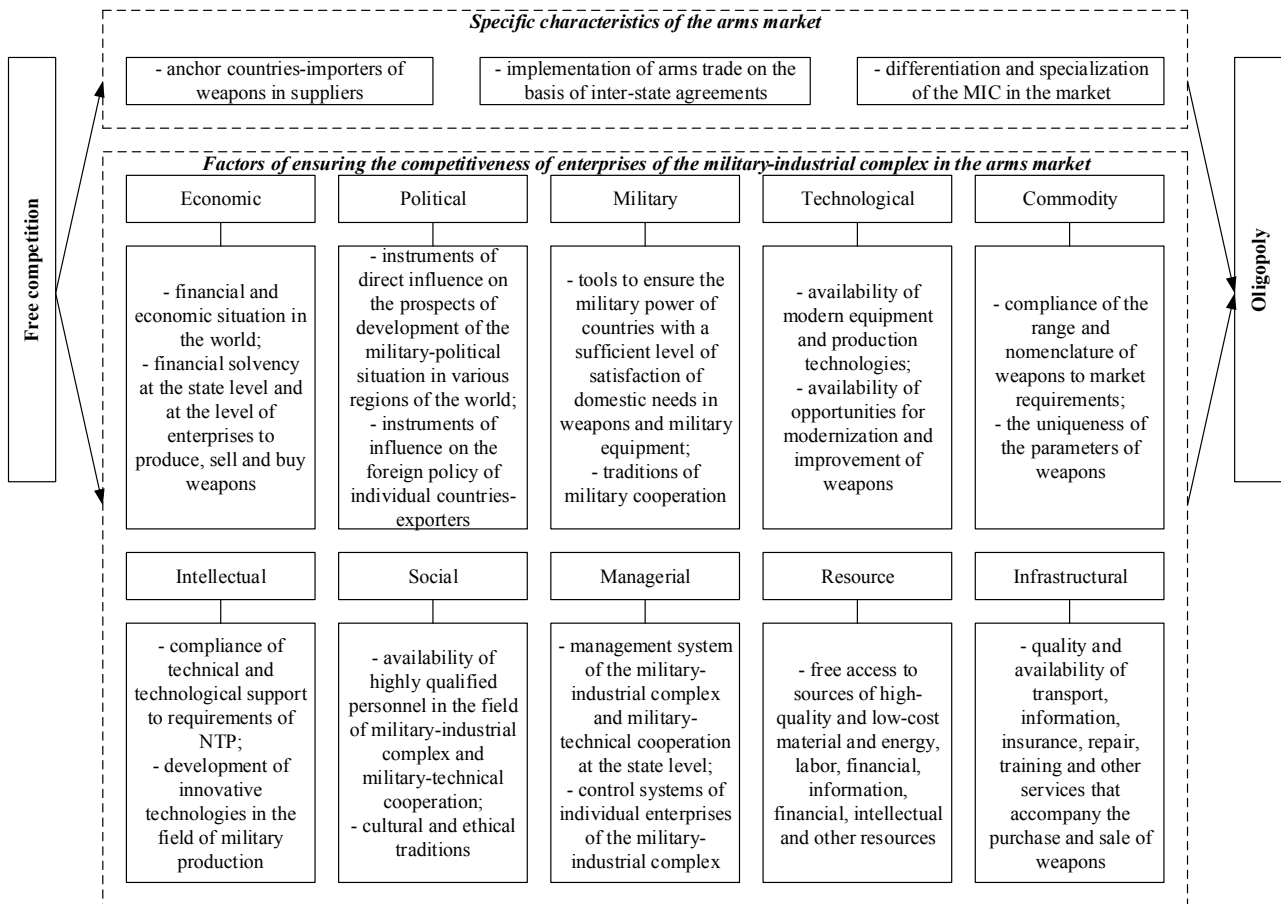 Specific characteristics of the arms market
Free competition
- anchor countries-importers of
weapons in suppliers
- implementation of arms trade on the
basis of inter-state agreements
- differentiation and specialization
of the MIC in the market
Oligopoly
Factors of ensuring the competitiveness of enterprises of the military-industrial complex in the arms market
Economic
- financial and
economic situation in
the world;
- financial solvency
at the state level and
at the level of
enterprises to
produce, sell and buy
weapons
Political
- instruments of
direct influence on
the prospects of
development of the
military-political
situation in various
regions of the world;
- instruments of
influence on the
foreign policy of
individual countries-
exporters
Military
- tools to ensure the
military power of
countries with a
sufficient level of
satisfaction of
domestic needs in
weapons and military
equipment;
- traditions of
military cooperation
Technological
- availability of
modern equipment
and production
technologies;
- availability of
opportunities for
modernization and
improvement of
weapons
Commodity
- compliance of the
range and
nomenclature of
weapons to market
requirements;
- the uniqueness of
the parameters of
weapons
Intellectual
- compliance of
technical and
technological support
to requirements of
NTP;
- development of
innovative
technologies in the
field of military
production
Social
- availability of
highly qualified
personnel in the field
of military-industrial
complex and
military-technical
cooperation;
- cultural and ethical
traditions
Managerial
- management system
of the military-
industrial complex
and military-
technical cooperation
at the state level;
- control systems of
individual enterprises
of the military-
industrial complex
Resource
- free access to
sources of high-
quality and low-cost
material and energy,
labor, financial,
information,
financial, intellectual
and other resources
Infrastructural
- quality and
availability of
transport,
information,
insurance, repair,
training and other
services that
accompany the
purchase and sale of
weapons